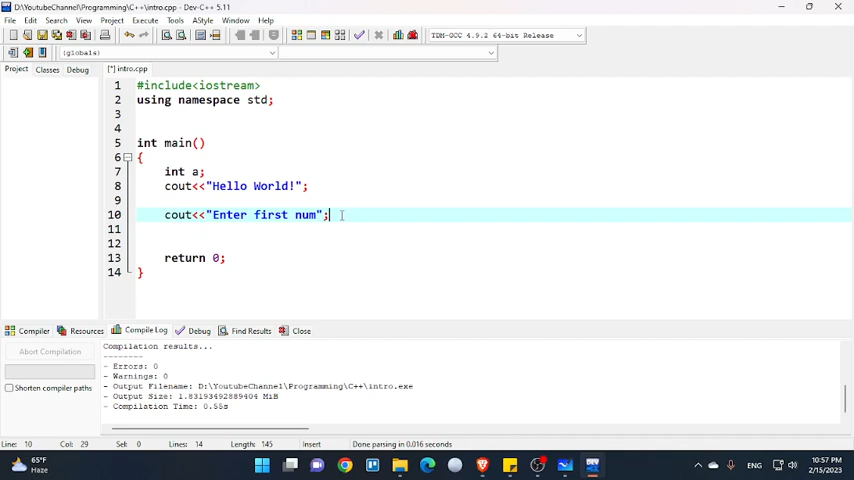 D:\YoutubeChannel\Programming\C++\intro.cpp - Dev-C++ 5.11
File Edit Search View Project Execute Tools AStyle Window Help
TDM-GCC 4.9.2 64-bit Release
(globals)
Project Classes Debug [*] intro.cpp
1 #include<iostream>
2 using namespace std;
3
4
5 int main()
6 {
7 int a;
8 cout<<"Hello World!";
9
10 cout<<"Enter first num";
11
12
13 return 0;
14 }
Compiler Resources Compile Log Debug Find Results Close
Abort Compilation
Shorten compiler paths
Compilation results...
--------
- Errors: 0
- Warnings: 0
- Output Filename: D:\YoutubeChannel\Programming\C++\intro.exe
- Output Size: 1.83193492889404 MiB
- Compilation Time: 0.55s
Line: 10 Col: 29 Sel: 0 Lines: 14 Length: 145 Insert Done parsing in 0.016 seconds
65°F
Haze
ENG
10:57 PM
2/15/2023